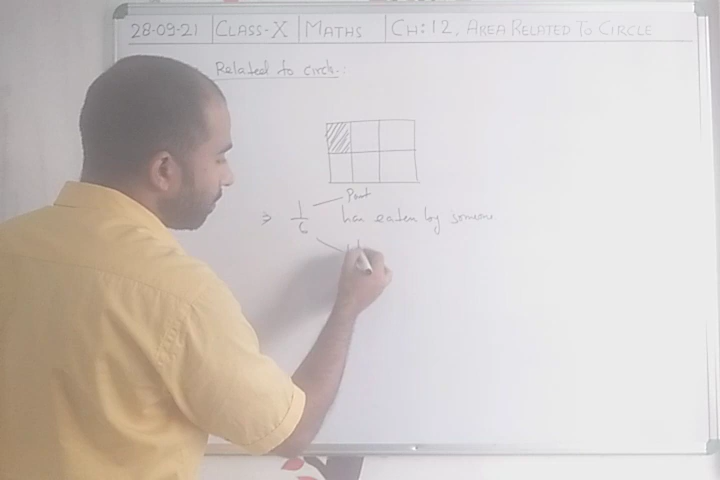 28-09-21 CLASS-X MATHS CH:12. AREA RELATED TO CIRCLE
Related to circle:
Part
⇒ 1/6 has eaten by someone